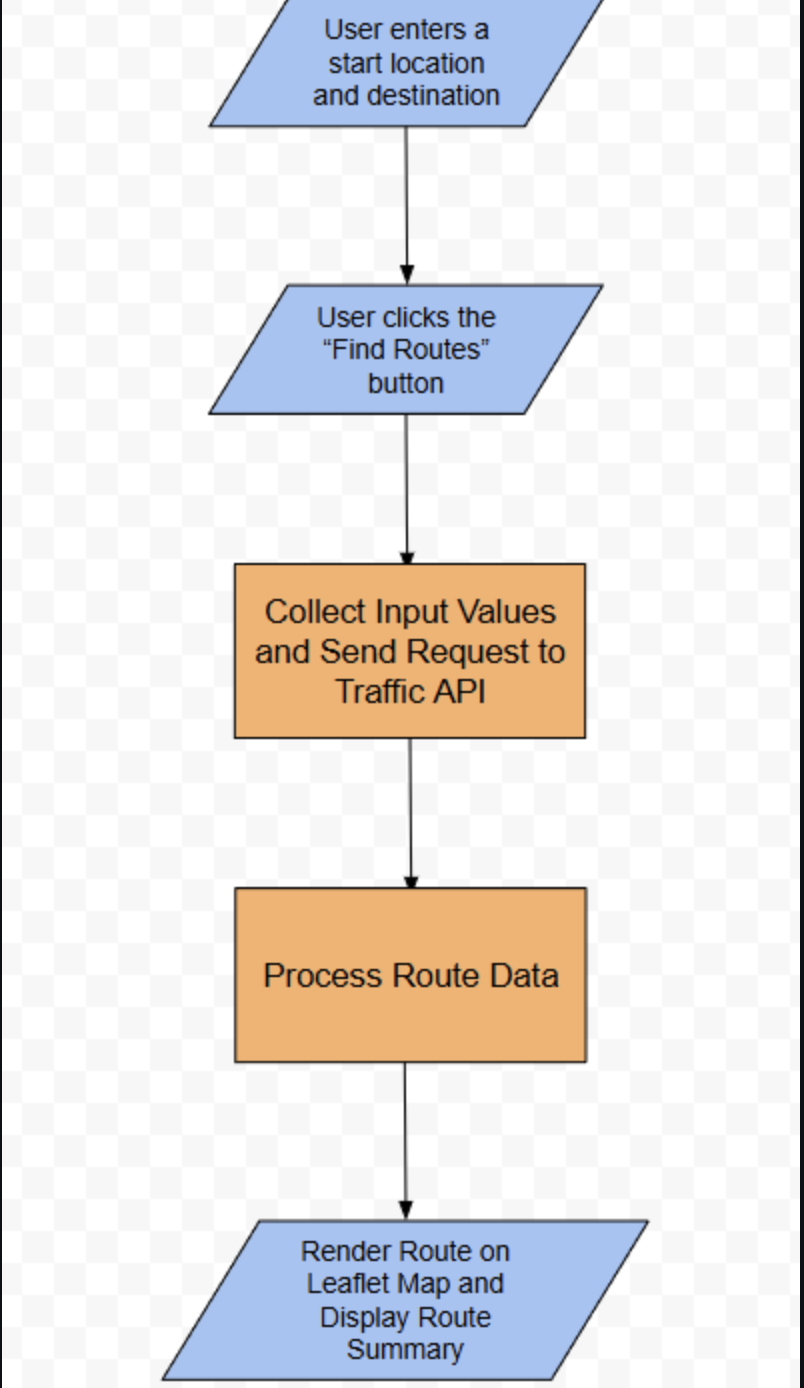 User enters a
start location
and destination
User clicks the
“Find Routes”
button
Collect Input Values
and Send Request to
Traffic API
Process Route Data
Render Route on
Leaflet Map and
Display Route
Summary